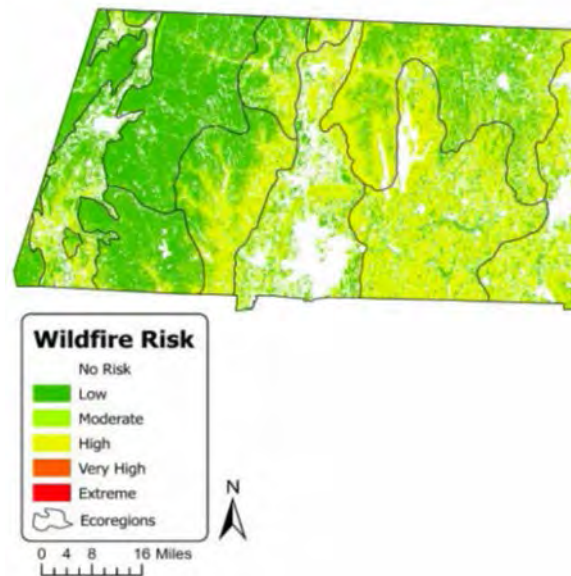 Wildfire Risk
No Risk
Low
Moderate
High
Very High
Extreme
Ecoregions
N
0 4 8 16 Miles